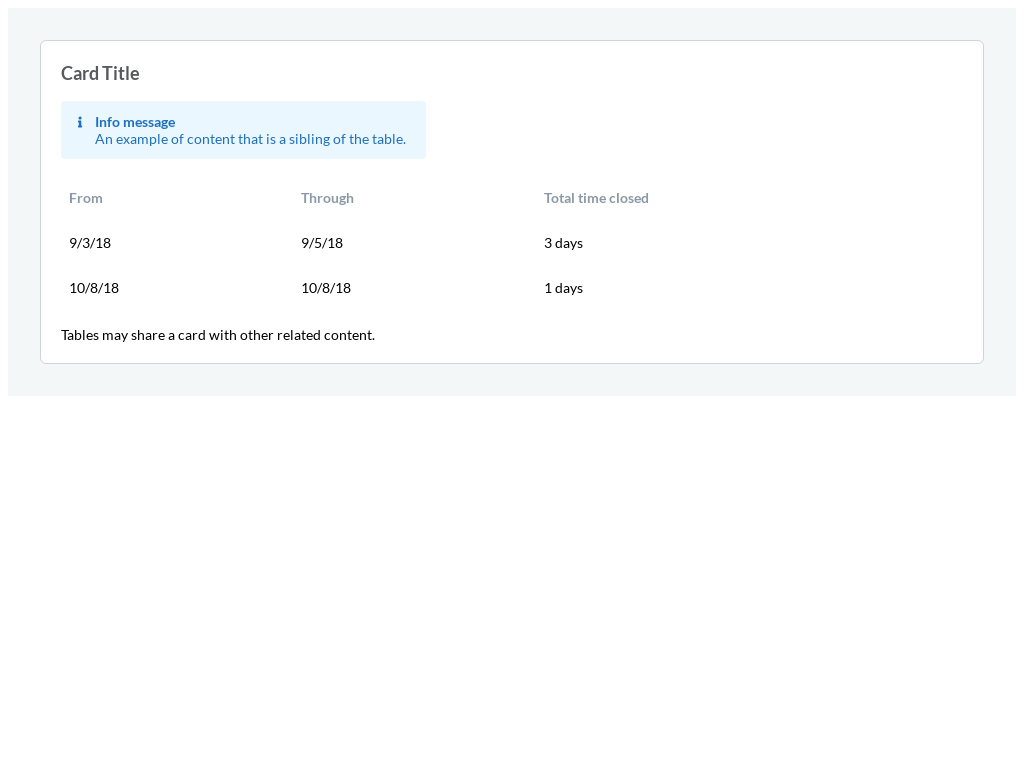 Card Title
Info message
An example of content that is a sibling of the table.
From Through Total time closed
9/3/18 9/5/18 3 days
10/8/18 10/8/18 1 days
Tables may share a card with other related content.